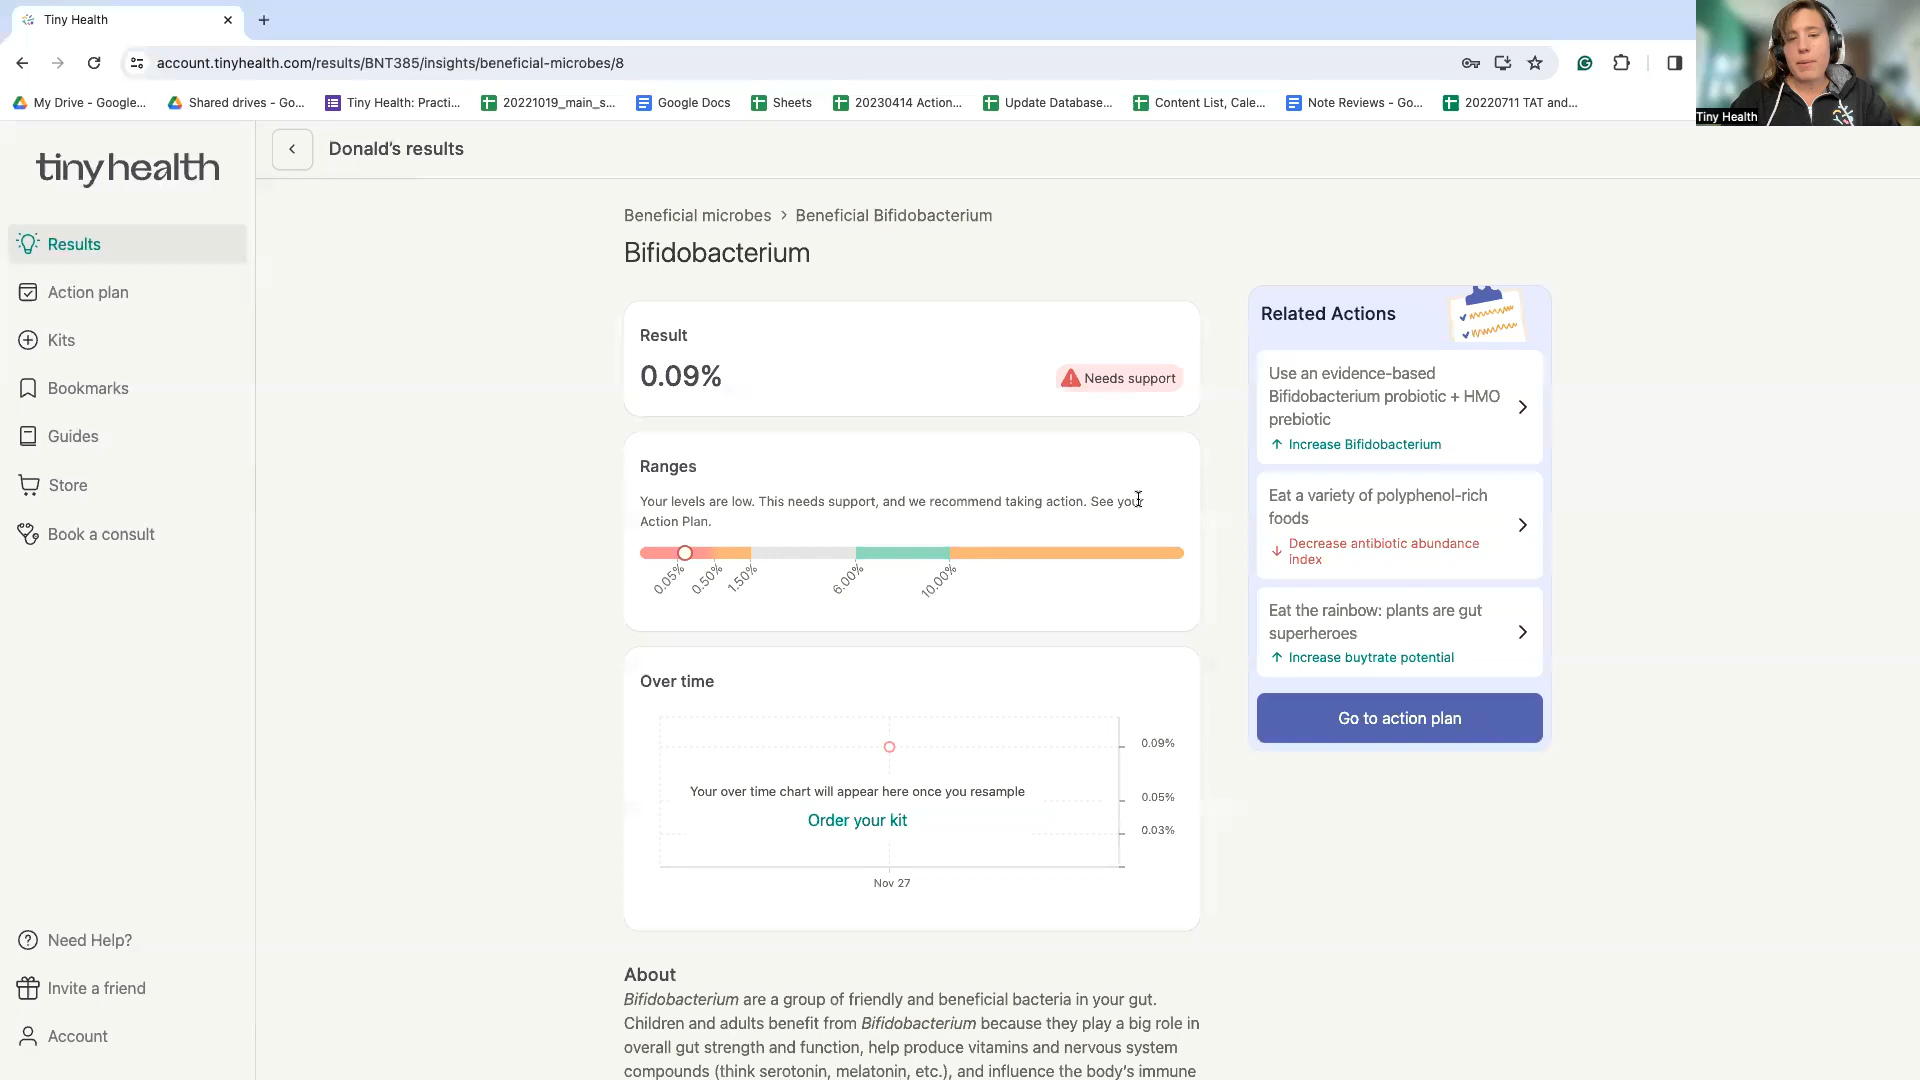 Tiny Health
account.tinyhealth.com/results/BNT385/insights/beneficial-microbes/8
My Drive - Google...
Shared drives - Go...
Tiny Health: Practi...
20221019_main_s...
Google Docs
Sheets
20230414 Action...
Update Database...
Content List, Cale...
Note Reviews - Go...
20220711 TAT and...
Tiny Health
tinyhealth
Results
Action plan
Kits
Bookmarks
Guides
Store
Book a consult
Need Help?
Invite a friend
Account
Donald's results
Beneficial microbes > Beneficial Bifidobacterium
Bifidobacterium
Result
0.09%
Needs support
Ranges
Your levels are low. This needs support, and we recommend taking action. See your
Action Plan.
0.05%
0.50%
1.50%
6.00%
10.00%
Over time
0.09%
0.05%
0.03%
Your over time chart will appear here once you resample
Order your kit
Nov 27
About
Bifidobacterium are a group of friendly and beneficial bacteria in your gut.
Children and adults benefit from Bifidobacterium because they play a big role in
overall gut strength and function, help produce vitamins and nervous system
compounds (think serotonin, melatonin, etc.), and influence the body's immune
Related Actions
Use an evidence-based
Bifidobacterium probiotic + HMO
prebiotic
Increase Bifidobacterium
Eat a variety of polyphenol-rich
foods
Decrease antibiotic abundance
index
Eat the rainbow: plants are gut
superheroes
Increase buytrate potential
Go to action plan